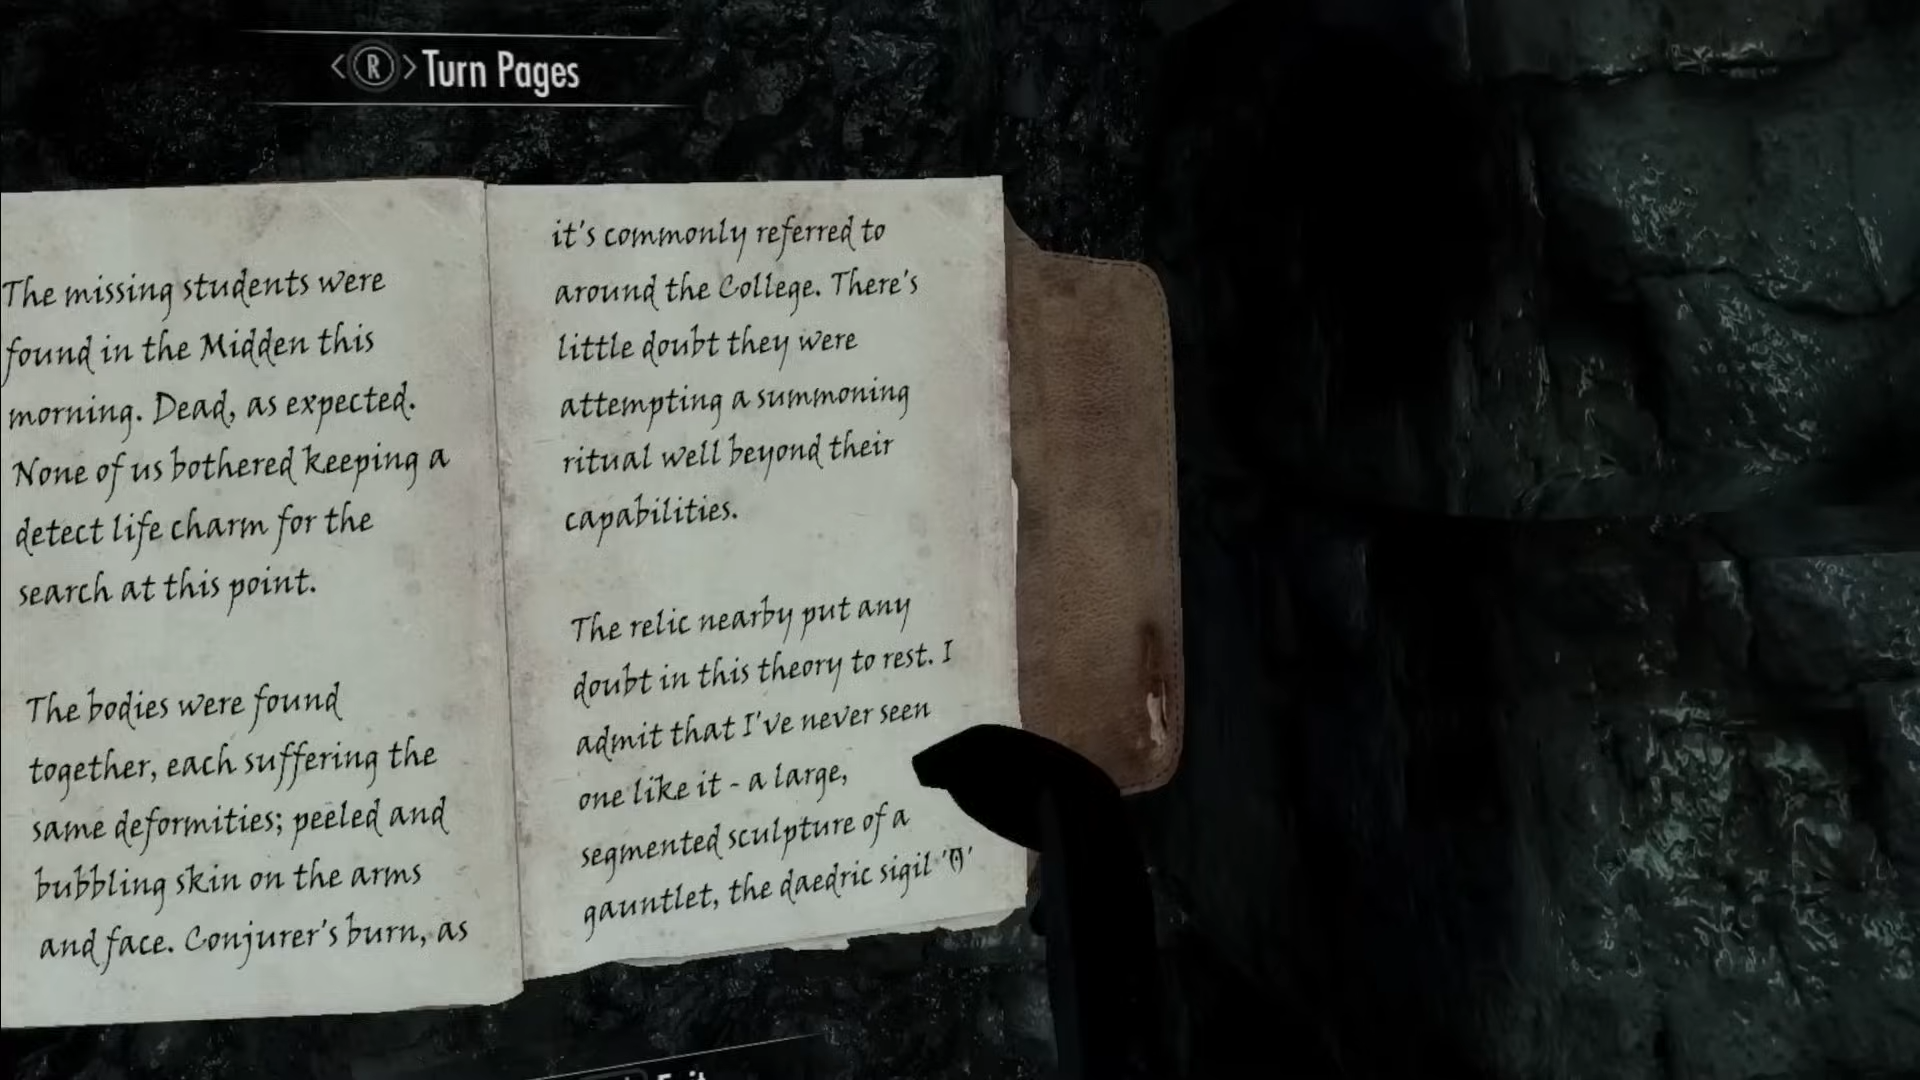 <R> Turn Pages
The missing students were
found in the Midden this
morning. Dead, as expected.
None of us bothered keeping a
detect life charm for the
search at this point.
The bodies were found
together, each suffering the
same deformities; peeled and
bubbling skin on the arms
and face. Conjurer's burn, as
it's commonly referred to
around the College. There's
little doubt they were
attempting a summoning
ritual well beyond their
capabilities.
The relic nearby put any
doubt in this theory to rest. I
admit that I've never seen
one like it - a large,
segmented sculpture of a
gauntlet, the daedric sigil '
Exit